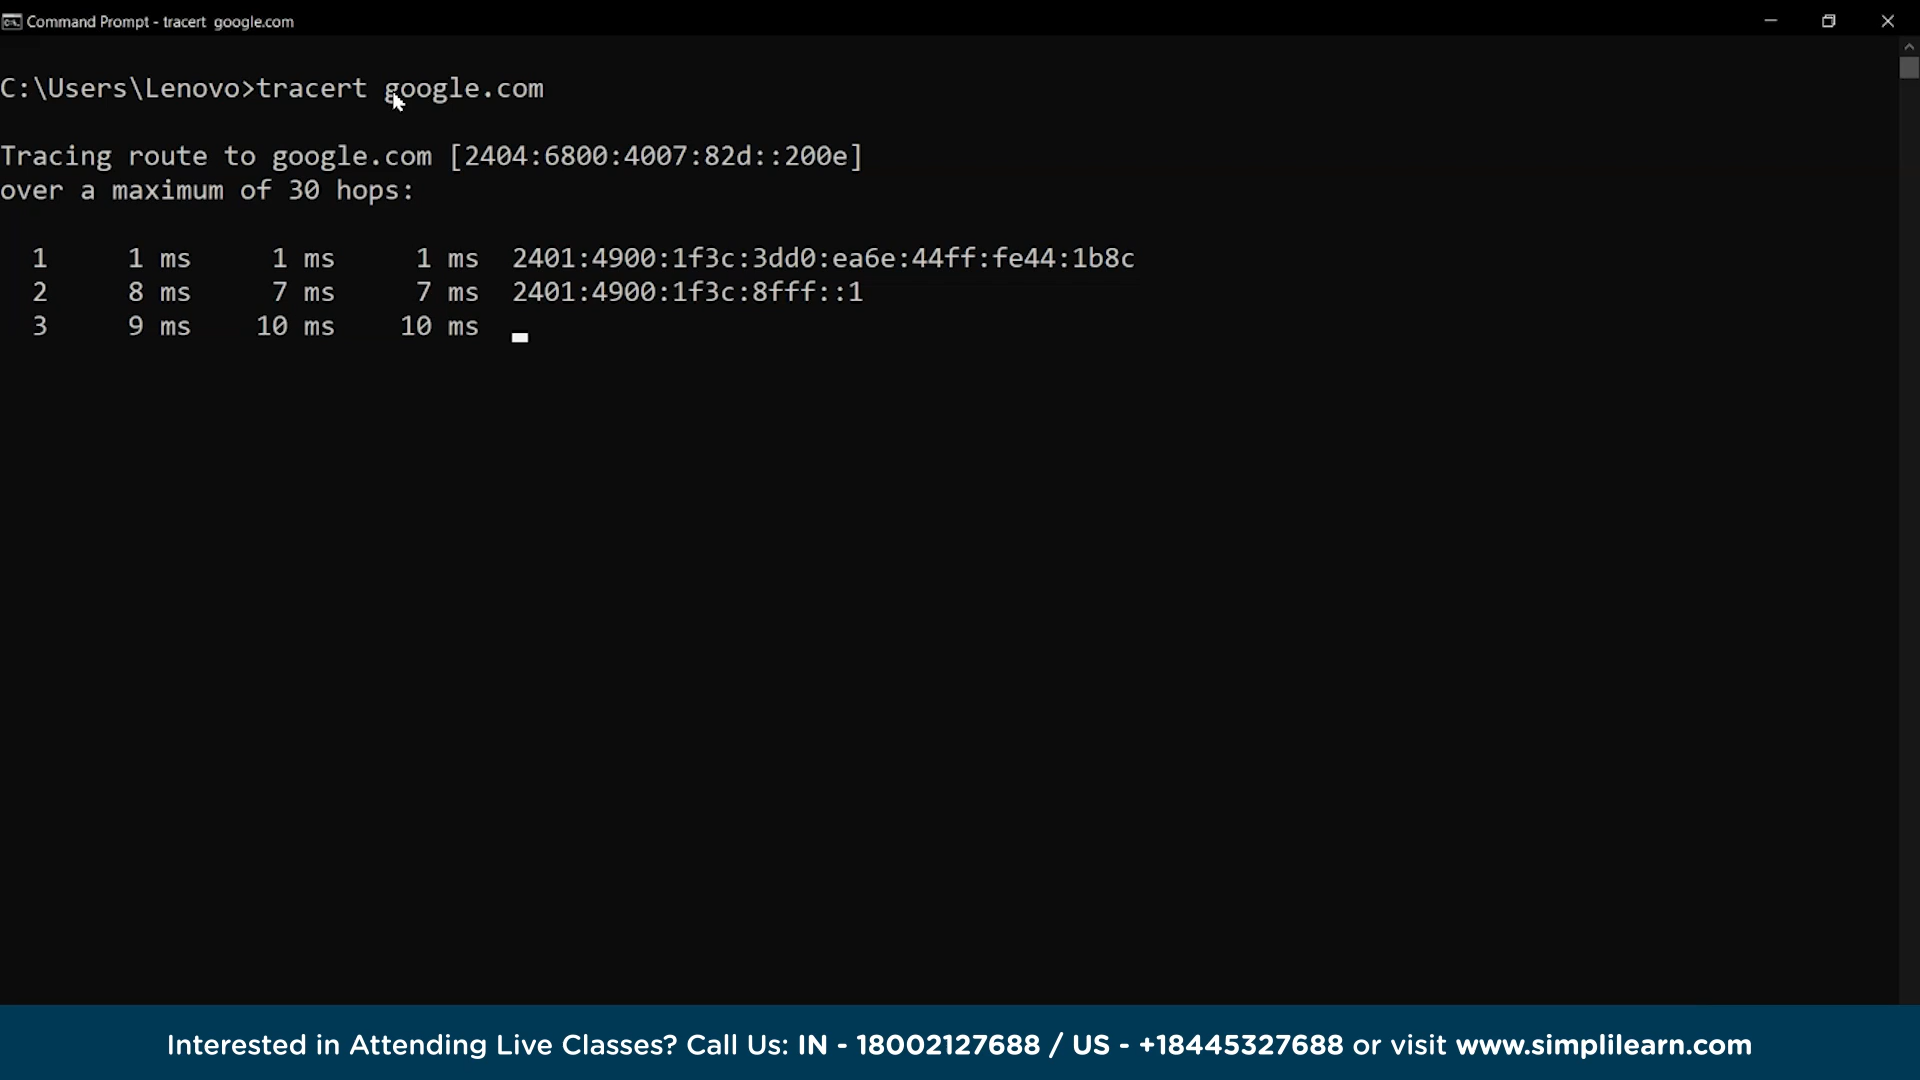 Command Prompt - tracert google.com
C:\Users\Lenovo>tracert google.com
Tracing route to google.com [2404:6800:4007:82d::200e]
over a maximum of 30 hops:
1 1 ms 1 ms 1 ms 2401:4900:1f3c:3dd0:ea6e:44ff:fe44:1b8c
2 8 ms 7 ms 7 ms 2401:4900:1f3c:8fff::1
3 9 ms 10 ms 10 ms
Interested in Attending Live Classes? Call Us: IN - 18002127688 / US - +18445327688 or visit www.simplilearn.com